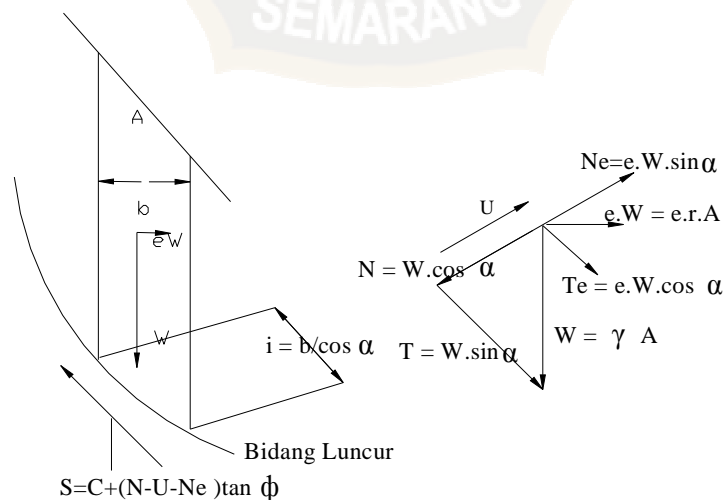 SEMARANG
A
b
eW
W
i = b/cos α
Bidang Luncur
S=C+(N-U-Ne )tan ф
Ne=e.W.sin α
U
e.W = e.r.A
N = W.cos α
Te = e.W.cos α
T = W.sin α
W = γ A